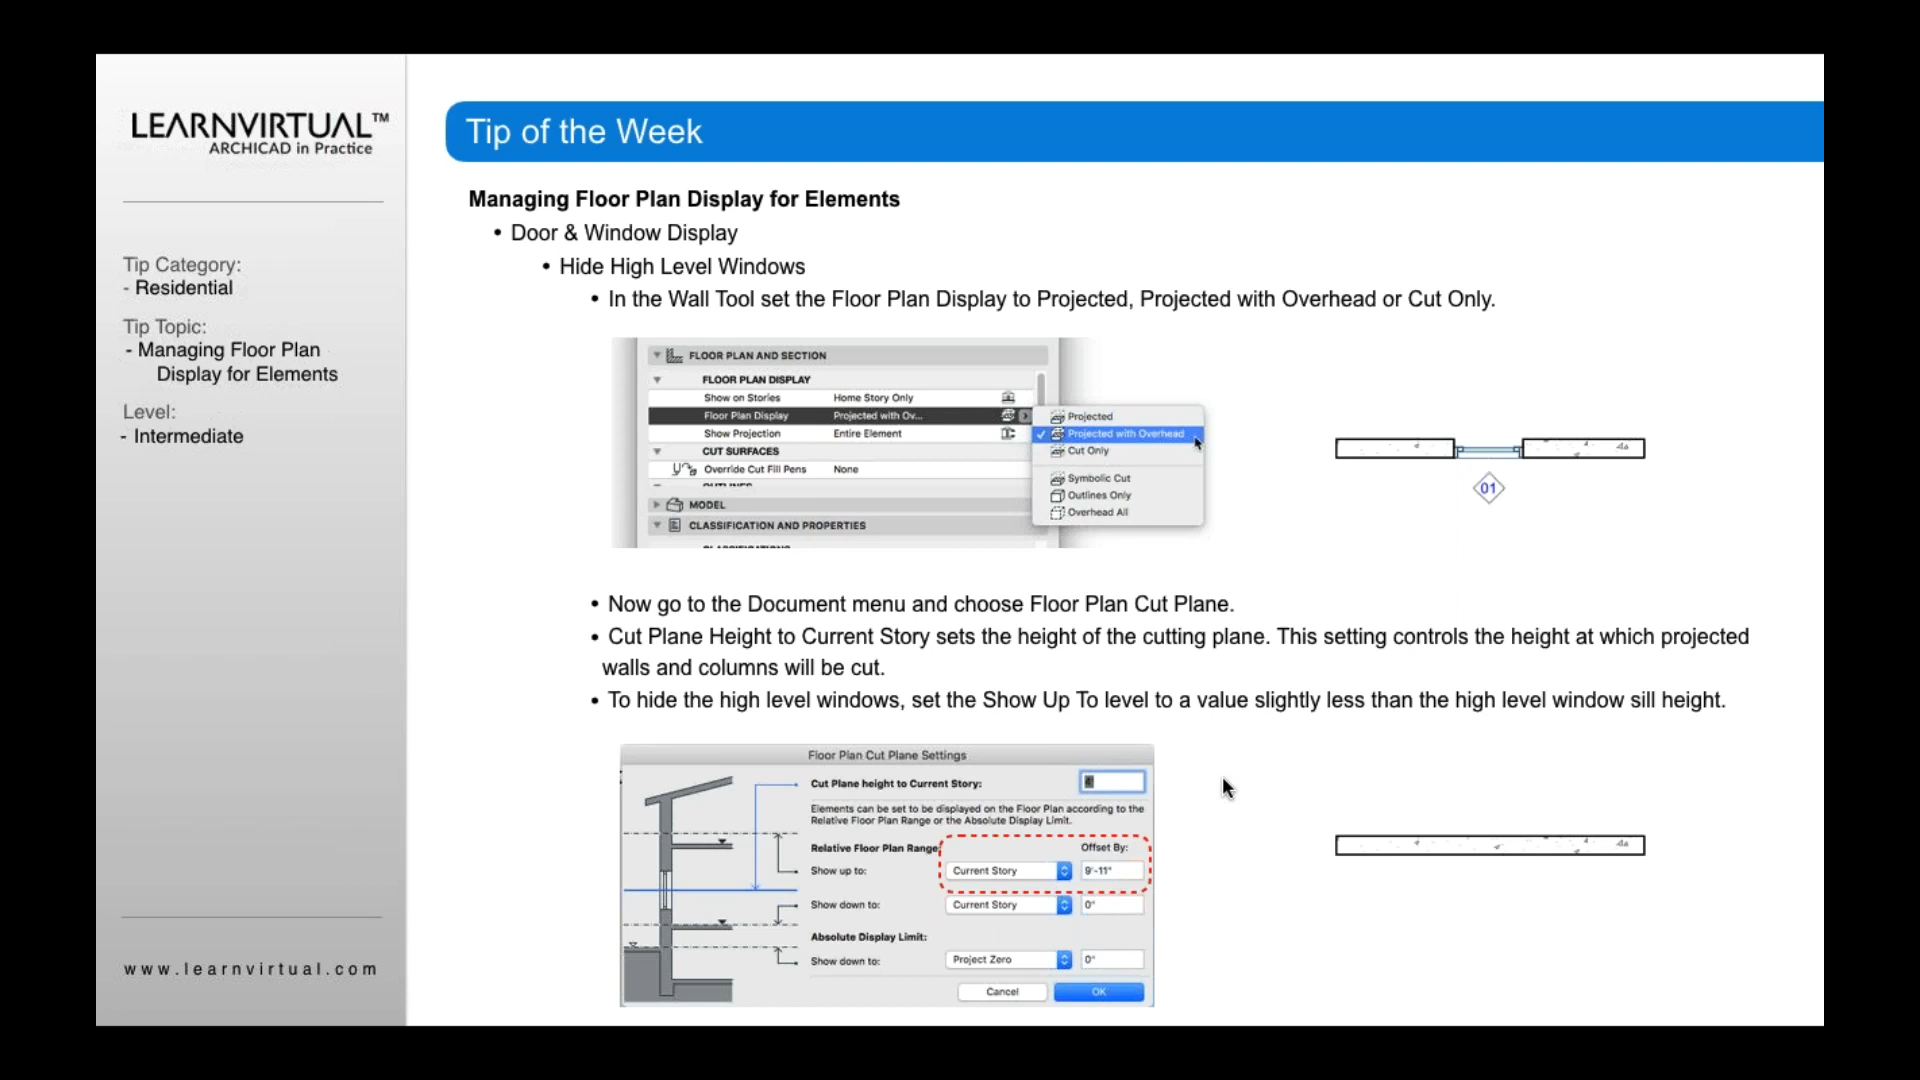 LEARNVIRTUAL™
ARCHICAD in Practice
Tip Category:
- Residential
Tip Topic:
- Managing Floor Plan
Display for Elements
Level:
- Intermediate
www.learnvirtual.com
Tip of the Week
Managing Floor Plan Display for Elements
• Door & Window Display
• Hide High Level Windows
• In the Wall Tool set the Floor Plan Display to Projected, Projected with Overhead or Cut Only.
FLOOR PLAN AND SECTION
FLOOR PLAN DISPLAY
Show on Stories Home Story Only
Floor Plan Display Projected with Ov...
Show Projection Entire Element
CUT SURFACES
Override Cut Fill Pens None
MODEL
CLASSIFICATION AND PROPERTIES
Projected
Projected with Overhead
Cut Only
Symbolic Cut
Outlines Only
Overhead All
01
• Now go to the Document menu and choose Floor Plan Cut Plane.
• Cut Plane Height to Current Story sets the height of the cutting plane. This setting controls the height at which projected
walls and columns will be cut.
• To hide the high level windows, set the Show Up To level to a value slightly less than the high level window sill height.
Floor Plan Cut Plane Settings
Cut Plane height to Current Story:
Elements can be set to be displayed on the Floor Plan according to the
Relative Floor Plan Range or the Absolute Display Limit.
Relative Floor Plan Range Offset By:
Show up to: Current Story 9'-11"
Show down to: Current Story 0"
Absolute Display Limit:
Show down to: Project Zero 0"
Cancel OK